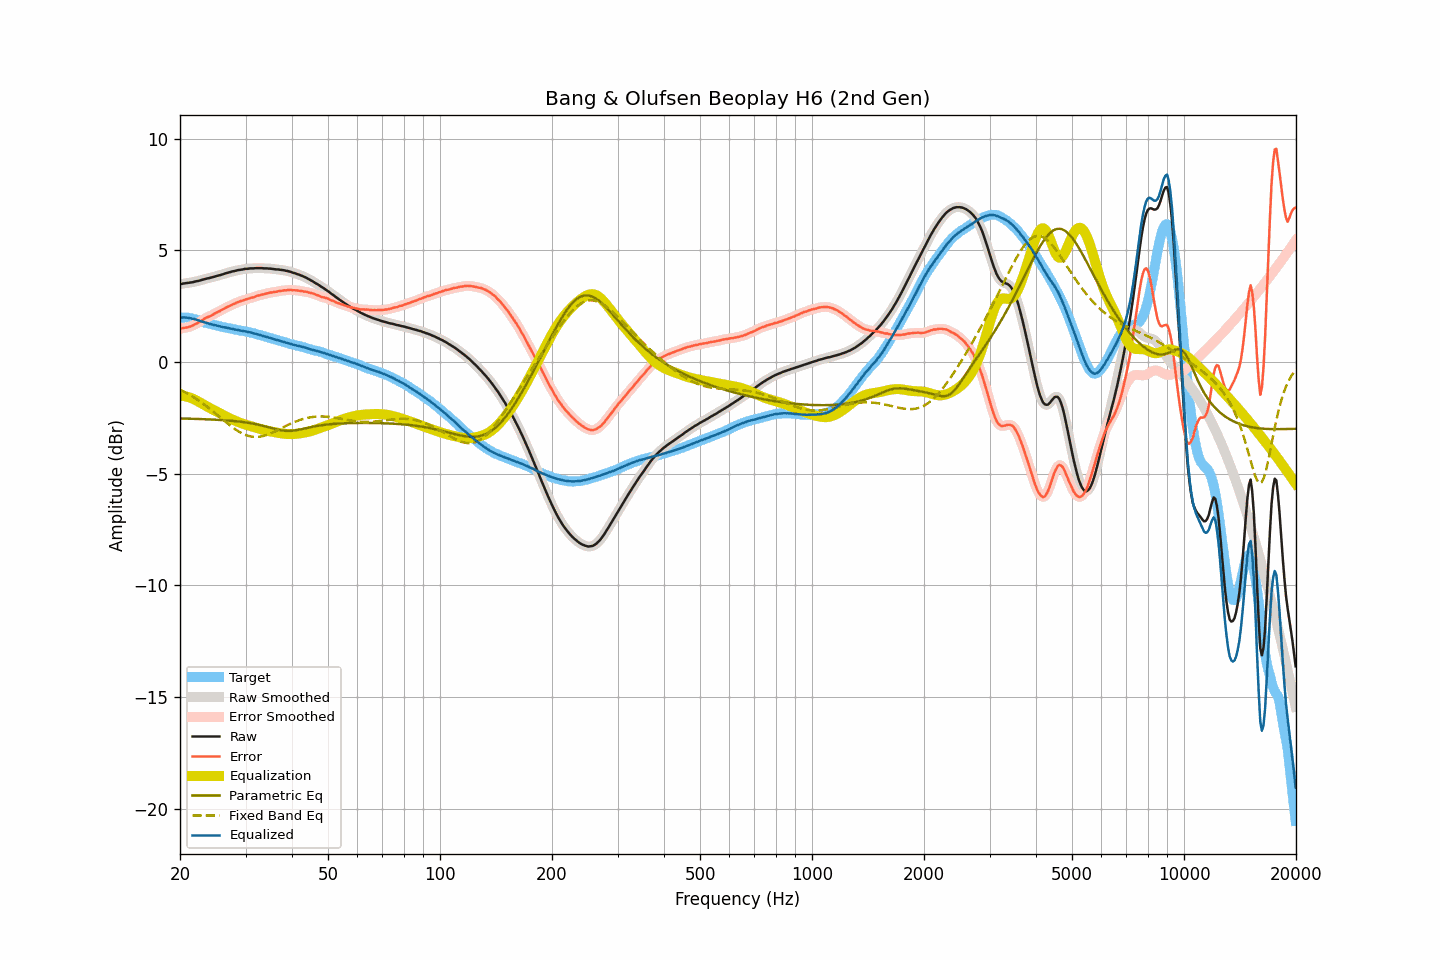 Bang & Olufsen Beoplay H6 (2nd Gen)
10
5
0
−5
−10
−15
−20
Amplitude (dBr)
Target
Raw Smoothed
Error Smoothed
Raw
Error
Equalization
Parametric Eq
Fixed Band Eq
Equalized
20 50 100 200 500 1000 2000 5000 10000 20000
Frequency (Hz)